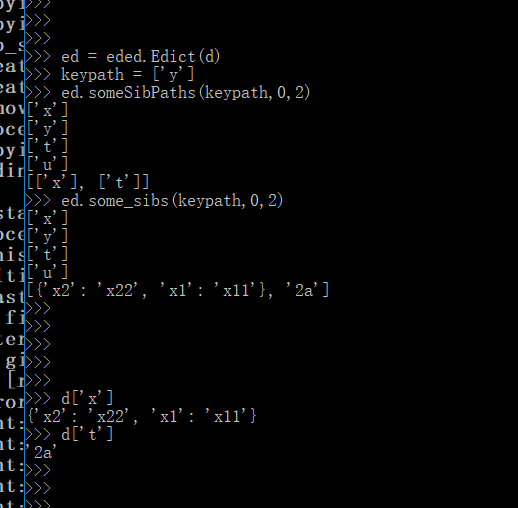 >>>
>>>
>>>
>>> ed = eded.Edict(d)
>>> keypath = ['y']
>>> ed.someSibPaths(keypath,0,2)
['x']
['y']
['t']
['u']
[['x'], ['t']]
>>> ed.some_sibs(keypath,0,2)
['x']
['y']
['t']
['u']
[{'x2': 'x22', 'x1': 'x11'}, '2a']
>>>
>>>
>>>
>>>
>>>
>>> d['x']
{'x2': 'x22', 'x1': 'x11'}
>>> d['t']
'2a'
>>>
>>>
>>>